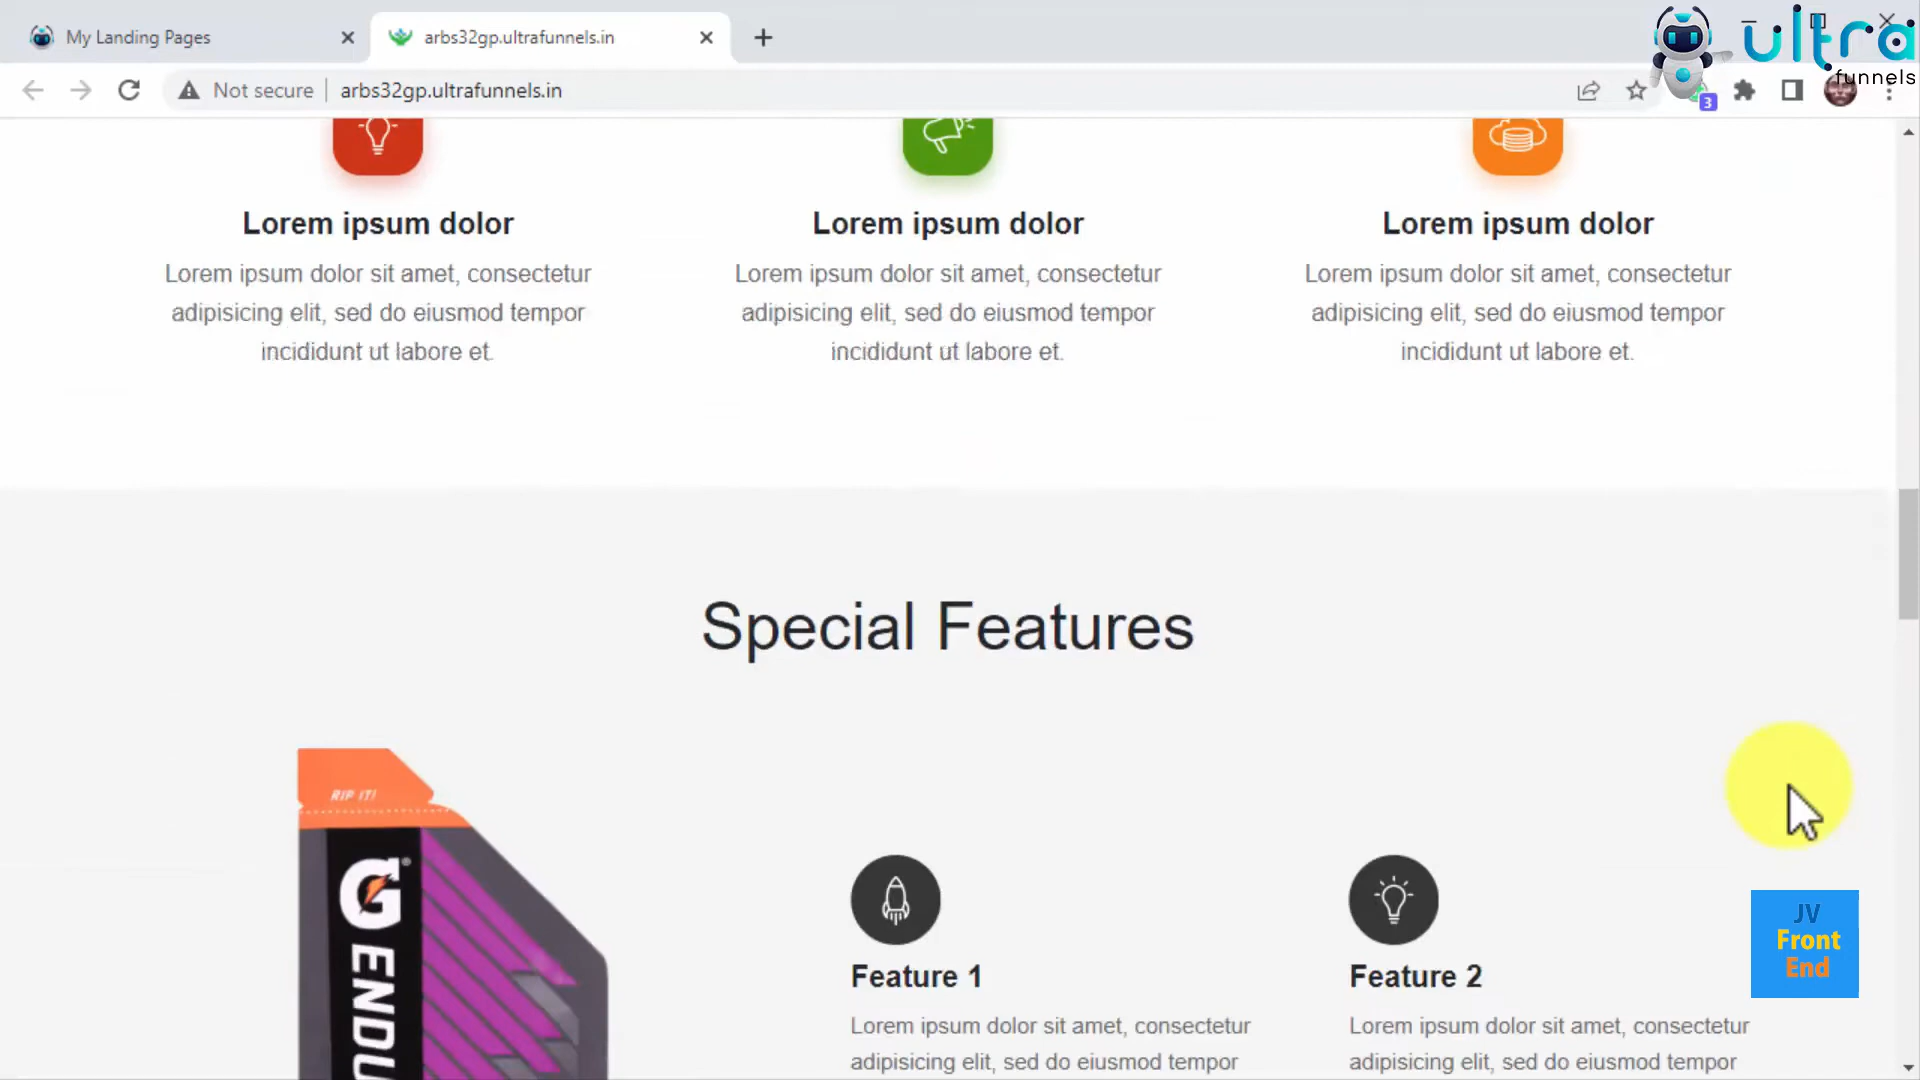 My Landing Pages
arbs32gp.ultrafunnels.in
ultra
funnels
Not secure
arbs32gp.ultrafunnels.in
3
Lorem ipsum dolor
Lorem ipsum dolor sit amet, consectetur
adipisicing elit, sed do eiusmod tempor
incididunt ut labore et.
Lorem ipsum dolor
Lorem ipsum dolor sit amet, consectetur
adipisicing elit, sed do eiusmod tempor
incididunt ut labore et.
Lorem ipsum dolor
Lorem ipsum dolor sit amet, consectetur
adipisicing elit, sed do eiusmod tempor
incididunt ut labore et.
Special Features
RIP IT!
G®
ENDU
Feature 1
Lorem ipsum dolor sit amet, consectetur
adipisicing elit, sed do eiusmod tempor
Feature 2
Lorem ipsum dolor sit amet, consectetur
adipisicing elit, sed do eiusmod tempor
JV
Front
End